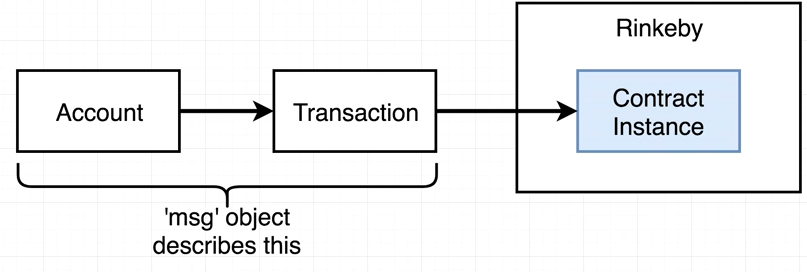 Rinkeby
Account
Transaction
Contract
Instance
'msg' object
describes this